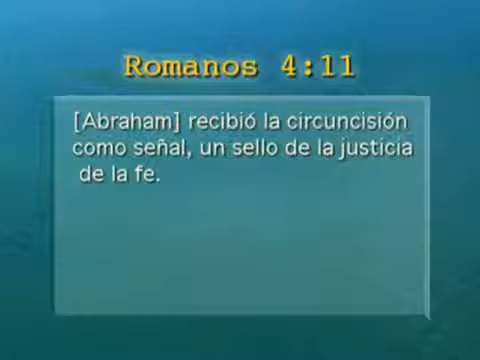 Romanos 4:11
[Abraham] recibió la circuncisión
como señal, un sello de la justicia
de la fe.